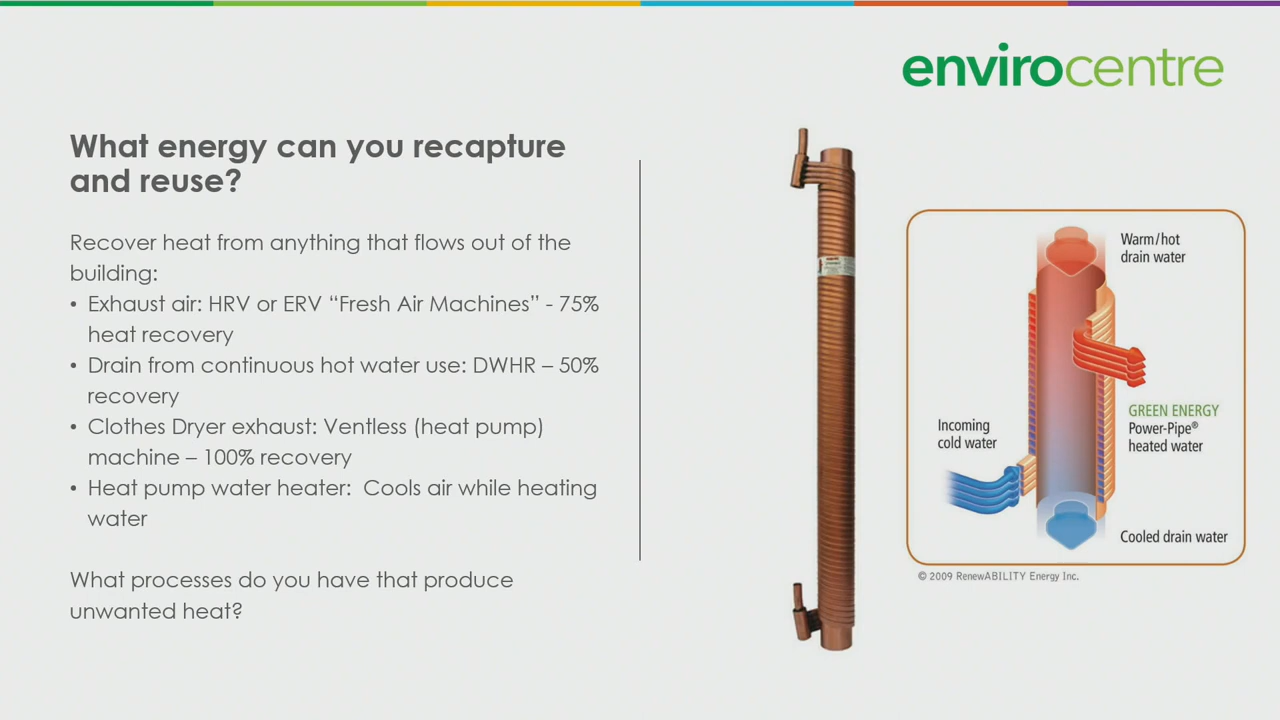 envirocentre
What energy can you recapture
and reuse?
Recover heat from anything that flows out of the
building:
• Exhaust air: HRV or ERV “Fresh Air Machines” - 75%
heat recovery
• Drain from continuous hot water use: DWHR – 50%
recovery
• Clothes Dryer exhaust: Ventless (heat pump)
machine – 100% recovery
• Heat pump water heater:  Cools air while heating
water
What processes do you have that produce
unwanted heat?
Warm/hot
drain water
GREEN ENERGY
Power-Pipe®
heated water
Incoming
cold water
Cooled drain water
© 2009 RenewABILITY Energy Inc.